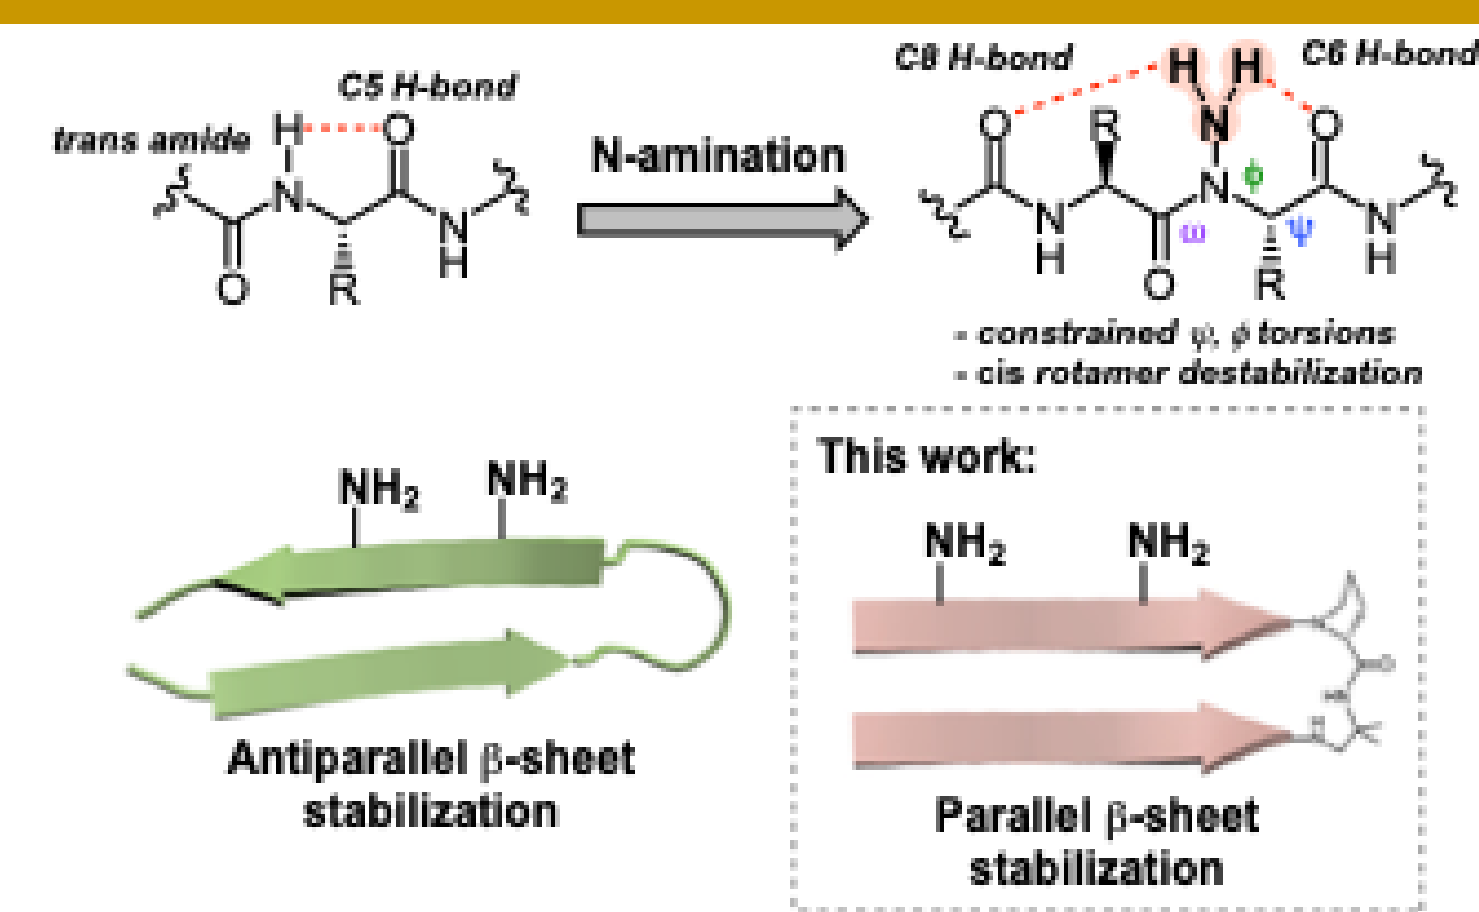 C5 H-bond
trans amide
H
O
N
N
H
O
R
N-amination
C8 H-bond
H H
C6 H-bond
O
R
N
O
N
ϕ
N
H
ω
ψ
N
H
O
R
- constrained ψ, ϕ torsions
- cis rotamer destabilization
NH2
NH2
Antiparallel β-sheet
stabilization
This work:
NH2
NH2
O
HN
H
N
Parallel β-sheet
stabilization